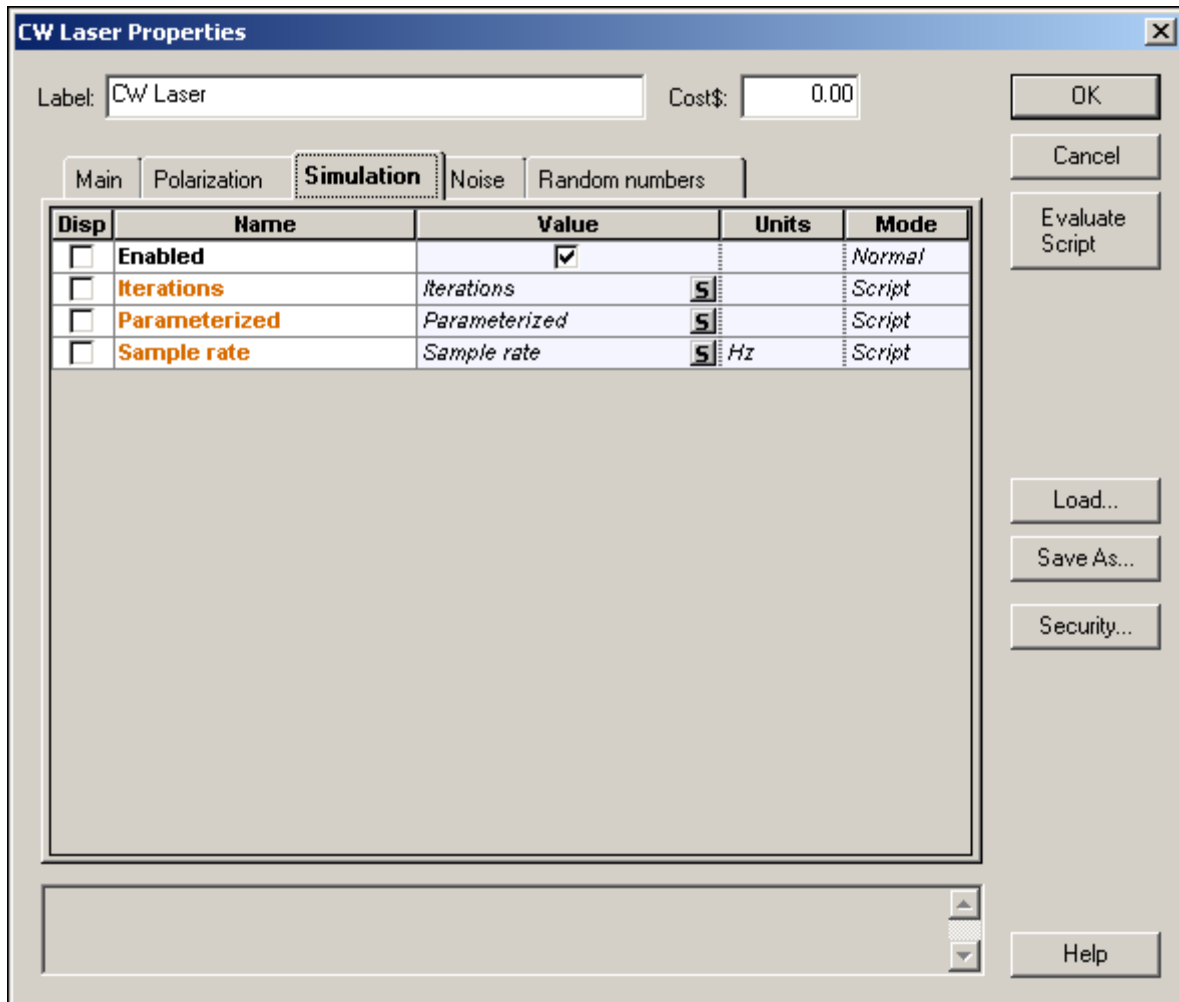 CW Laser Properties
Label: CW Laser Cost$: 0.00
OK
Cancel
Evaluate Script
Main Polarization Simulation Noise Random numbers
Disp Name Value Units Mode
Enabled Normal
Iterations Iterations S Script
Parameterized Parameterized S Script
Sample rate Sample rate S Hz Script
Load...
Save As...
Security...
Help